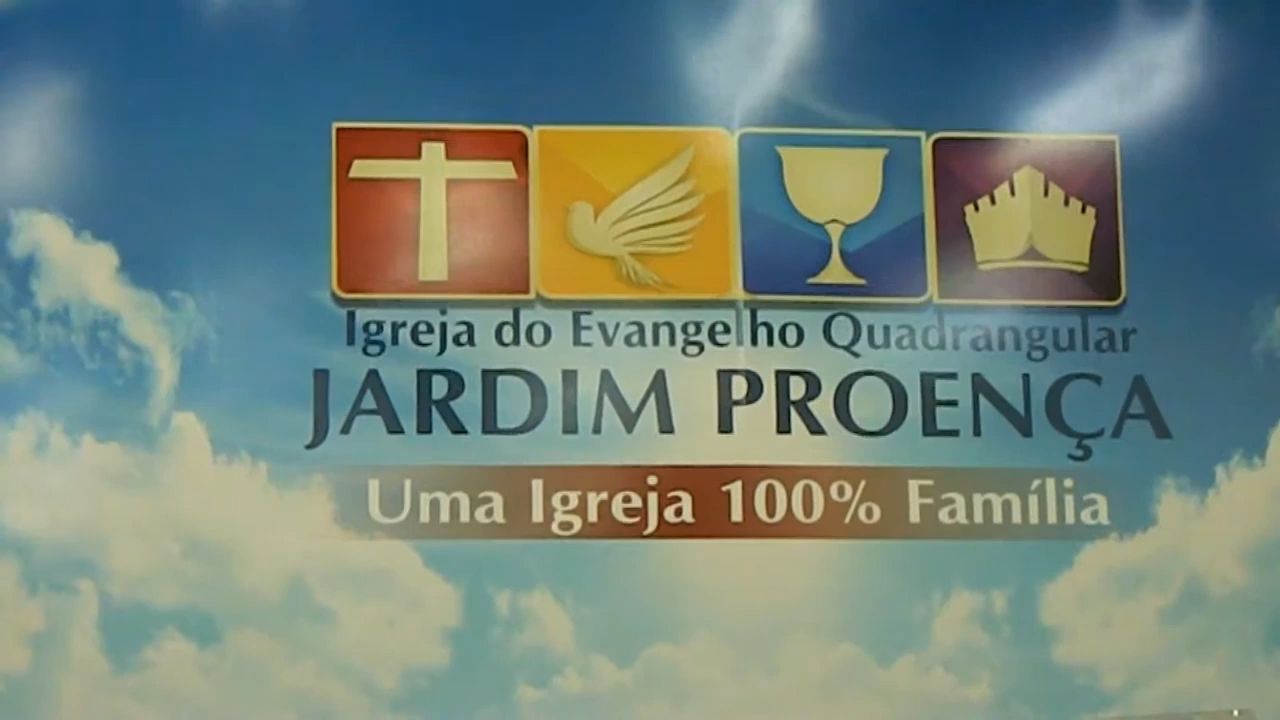 Igreja do Evangelho Quadrangular
JARDIM PROENÇA
Uma Igreja 100% Família